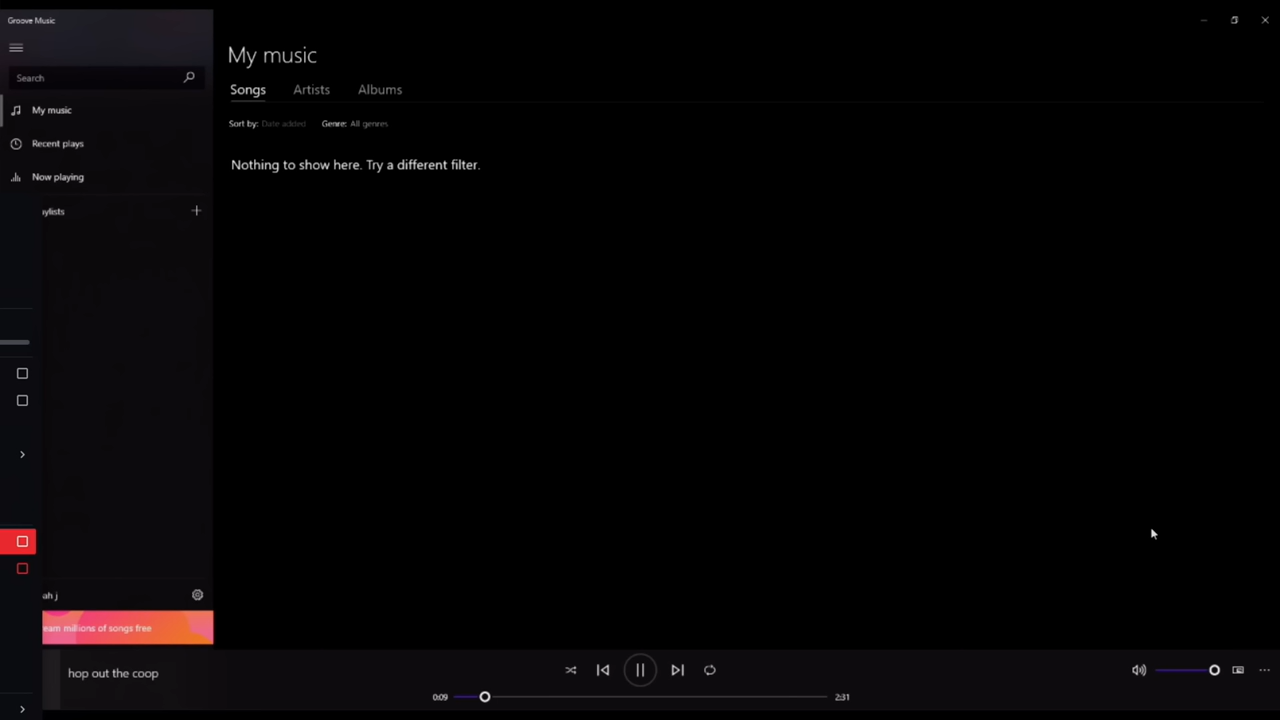 Groove Music
Search
My music
Recent plays
Now playing
ylists
ah j
eam millions of songs free
My music
Songs Artists Albums
Sort by: Date added Genre: All genres
Nothing to show here. Try a different filter.
hop out the coop
0:09
2:31